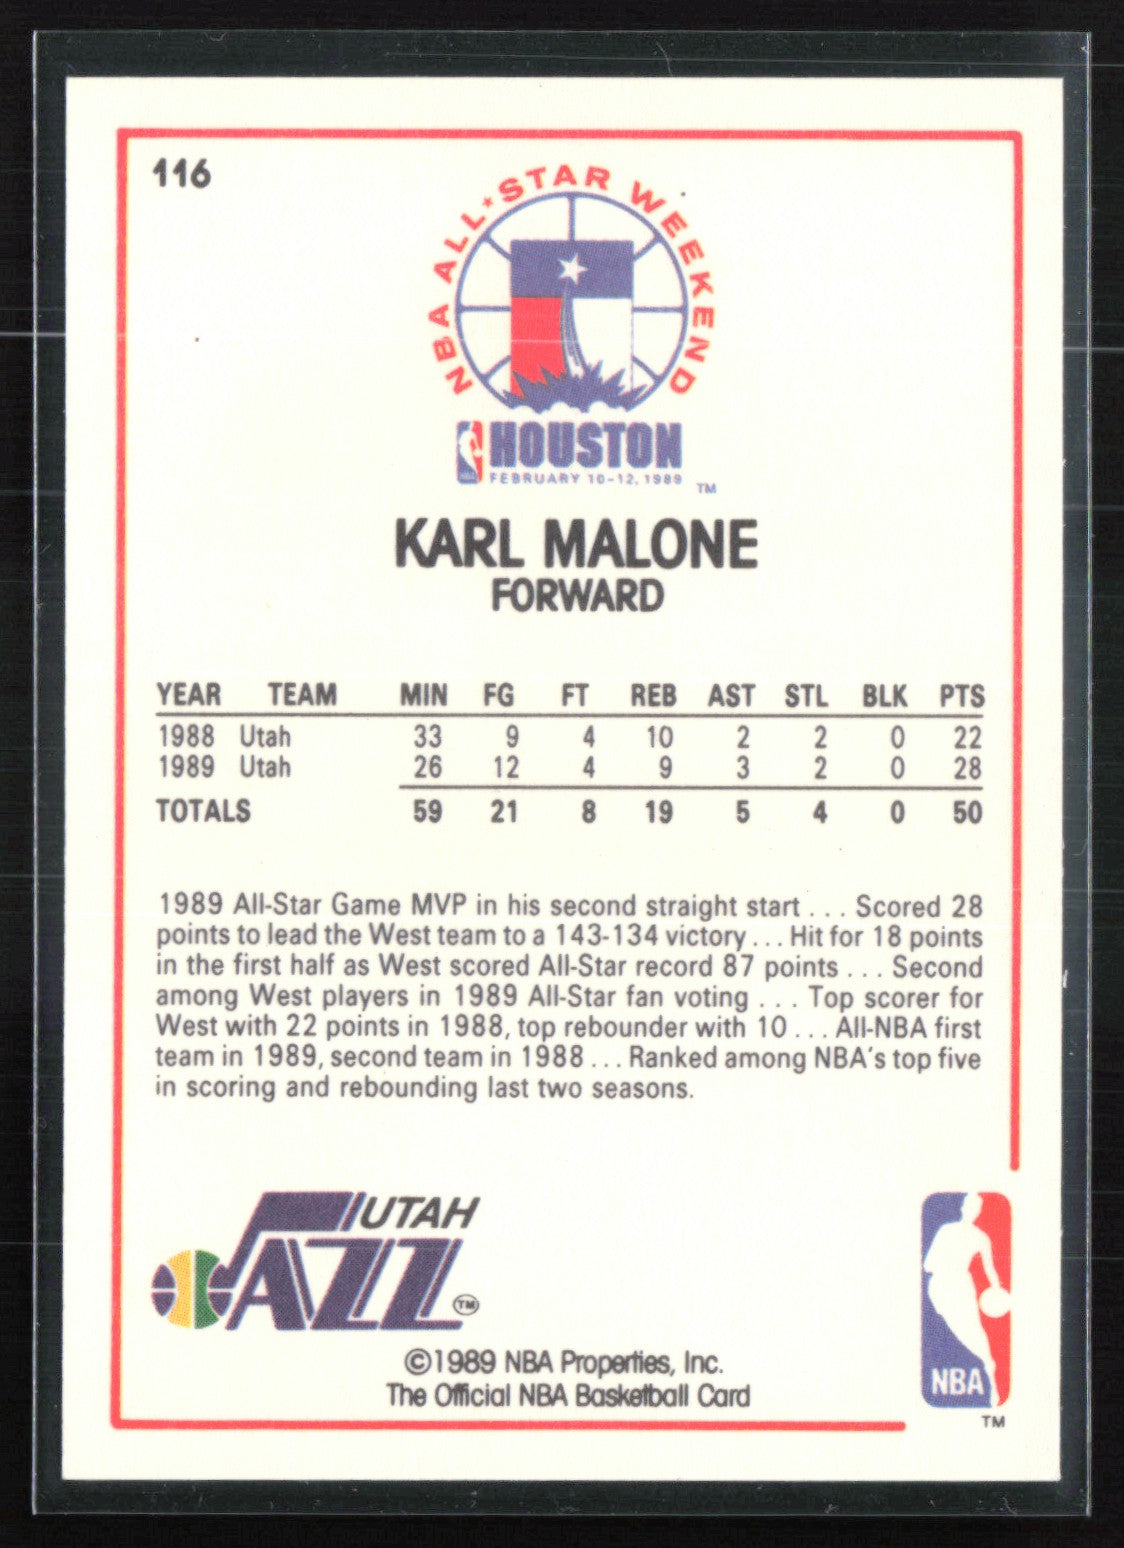 116
NBA ALL★STAR WEEKEND
NBA HOUSTON
FEBRUARY 10-12, 1989 TM
KARL MALONE
FORWARD
YEAR TEAM MIN FG FT REB AST STL BLK PTS
1988 Utah 33 9 4 10 2 2 0 22
1989 Utah 26 12 4 9 3 2 0 28
TOTALS 59 21 8 19 5 4 0 50
1989 All-Star Game MVP in his second straight start . . . Scored 28
points to lead the West team to a 143-134 victory . . . Hit for 18 points
in the first half as West scored All-Star record 87 points . . . Second
among West players in 1989 All-Star fan voting . . . Top scorer for
West with 22 points in 1988, top rebounder with 10 . . . All-NBA first
team in 1989, second team in 1988 . . . Ranked among NBA's top five
in scoring and rebounding last two seasons.
UTAH
JAZZ TM
NBA
TM
©1989 NBA Properties, Inc.
The Official NBA Basketball Card